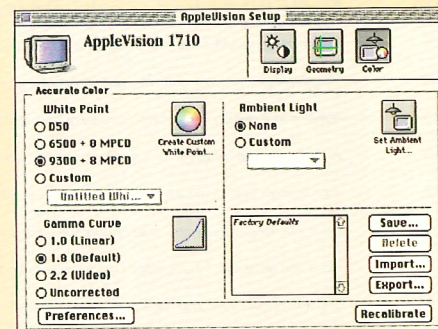 AppleVision Setup
AppleVision 1710
Display
Geometry
Color
Accurate Color
White Point
D50
6500 + 8 MPCD
9300 + 8 MPCD
Custom
Untitled Whi...
Create Custom
White Point...
Ambient Light
None
Custom
Set Ambient
Light...
Gamma Curve
1.0 (Linear)
1.8 (Default)
2.2 (Video)
Uncorrected
Factory Defaults
Save...
Delete
Import...
Export...
Preferences...
Recalibrate